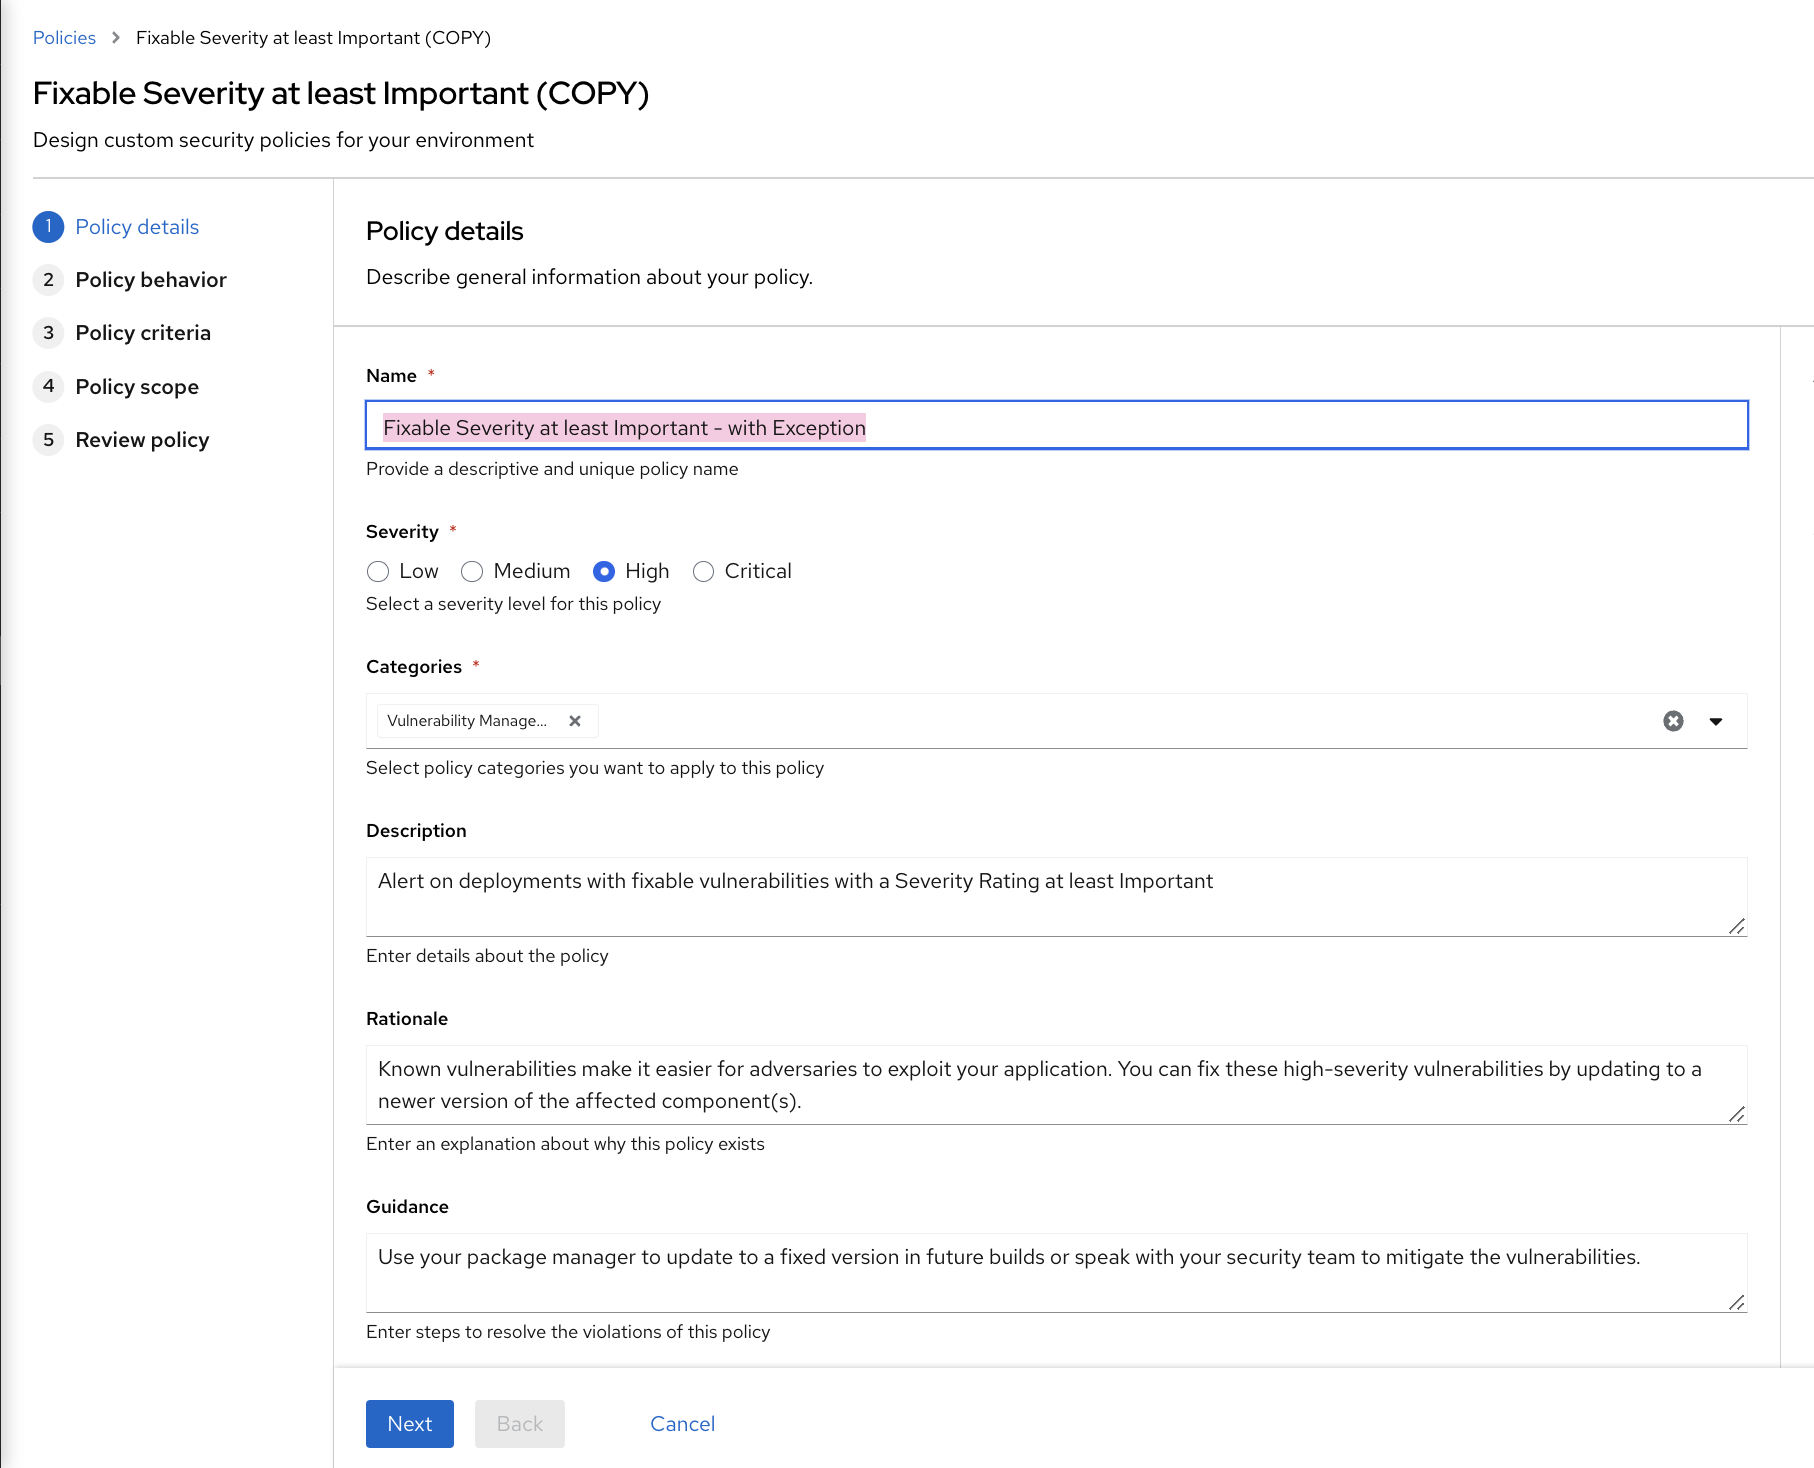 Policies > Fixable Severity at least Important (COPY)
Fixable Severity at least Important (COPY)
Design custom security policies for your environment
1 Policy details
2 Policy behavior
3 Policy criteria
4 Policy scope
5 Review policy
Policy details
Describe general information about your policy.
Name *
Fixable Severity at least Important - with Exception
Provide a descriptive and unique policy name
Severity *
Low Medium High Critical
Select a severity level for this policy
Categories *
Vulnerability Manage...
Select policy categories you want to apply to this policy
Description
Alert on deployments with fixable vulnerabilities with a Severity Rating at least Important
Enter details about the policy
Rationale
Known vulnerabilities make it easier for adversaries to exploit your application. You can fix these high-severity vulnerabilities by updating to a
newer version of the affected component(s).
Enter an explanation about why this policy exists
Guidance
Use your package manager to update to a fixed version in future builds or speak with your security team to mitigate the vulnerabilities.
Enter steps to resolve the violations of this policy
Next Back Cancel